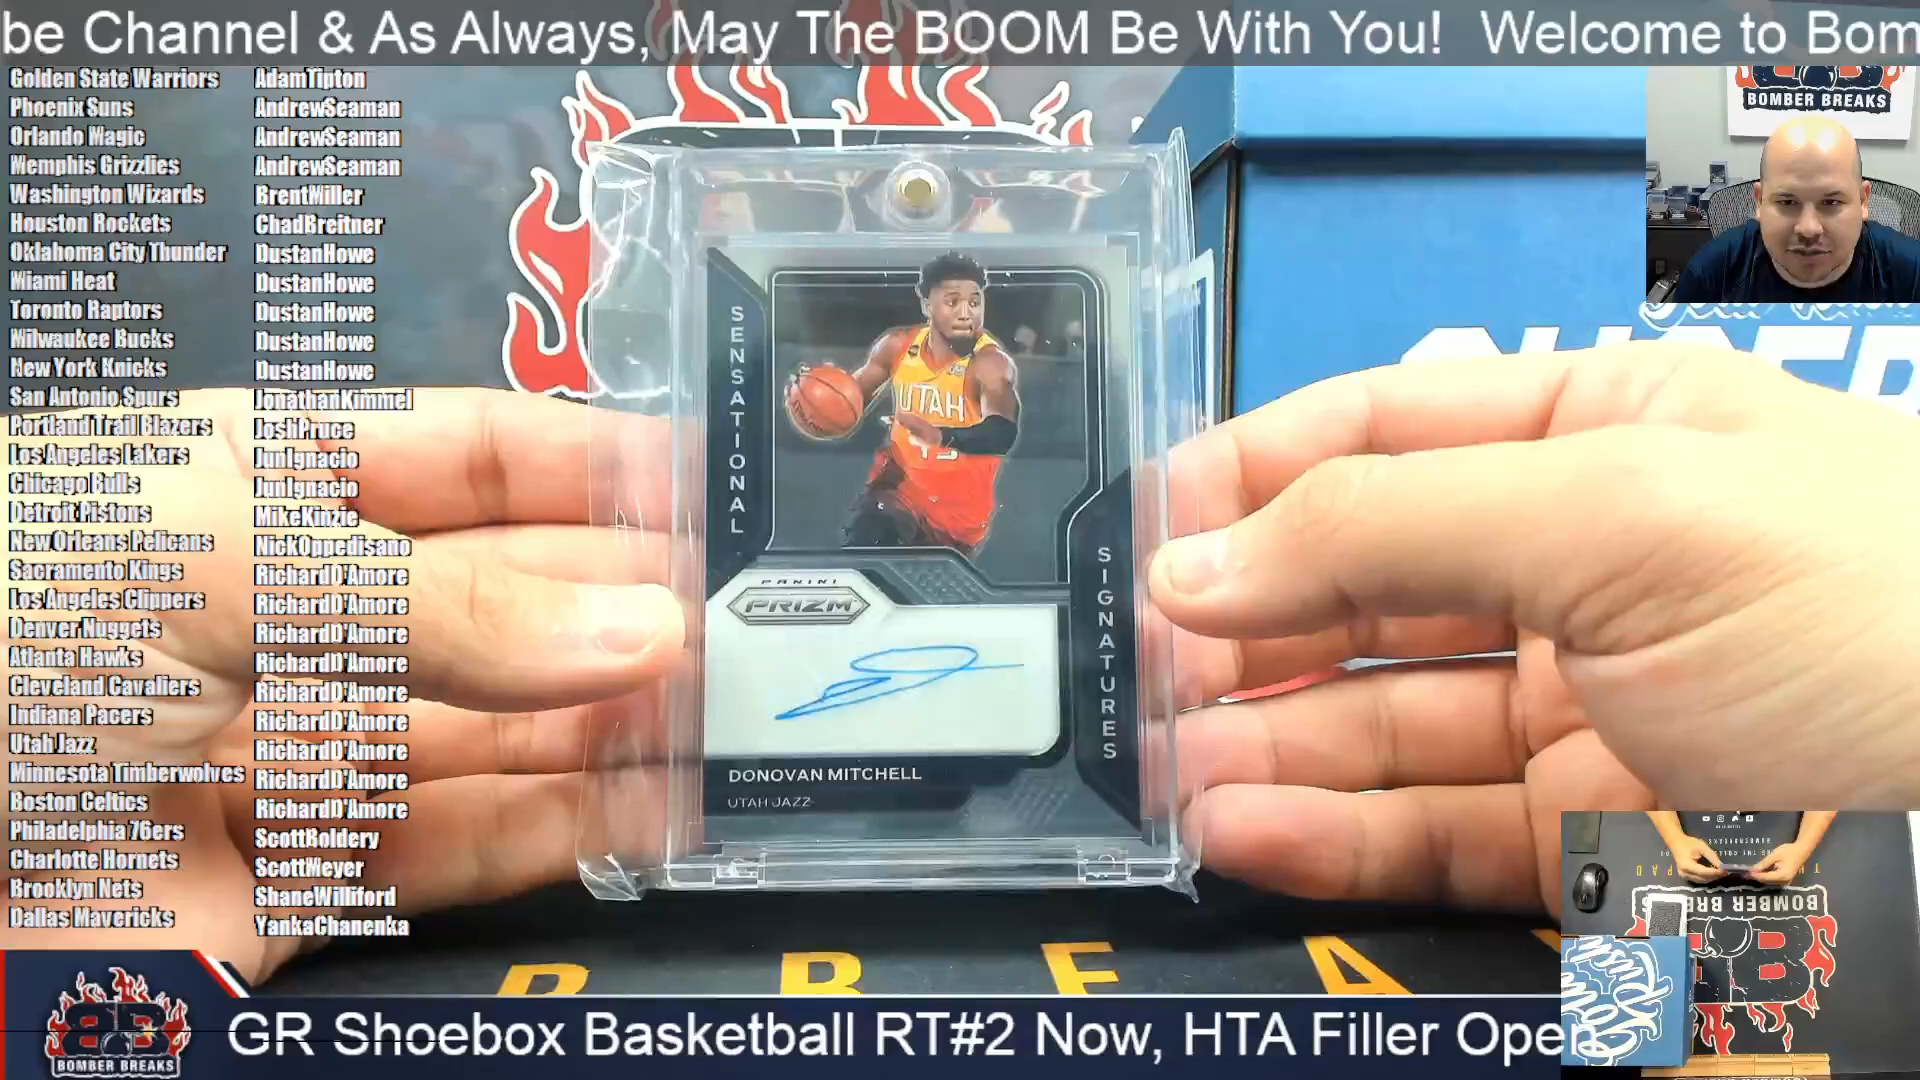 be Channel & As Always, May The BOOM Be With You! Welcome to Bom
Golden State Warriors AdamTipton
Phoenix Suns AndrewSeaman
Orlando Magic AndrewSeaman
Memphis Grizzlies AndrewSeaman
Washington Wizards BrentMiller
Houston Rockets ChadBreitner
Oklahoma City Thunder DustanHowe
Miami Heat DustanHowe
Toronto Raptors DustanHowe
Milwaukee Bucks DustanHowe
New York Knicks DustanHowe
San Antonio Spurs JonathanKimmel
Portland Trail Blazers JoshPruce
Los Angeles Lakers JunIgnacio
Chicago Bulls JunIgnacio
Detroit Pistons MikeKinzie
New Orleans Pelicans NickOppedisano
Sacramento Kings RichardD'Amore
Los Angeles Clippers RichardD'Amore
Denver Nuggets RichardD'Amore
Atlanta Hawks RichardD'Amore
Cleveland Cavaliers RichardD'Amore
Indiana Pacers RichardD'Amore
Utah Jazz RichardD'Amore
Minnesota Timberwolves RichardD'Amore
Boston Celtics RichardD'Amore
Philadelphia 76ers ScottBoldery
Charlotte Hornets ScottMeyer
Brooklyn Nets ShaneWilliford
Dallas Mavericks YankaChanenka
SENSATIONAL
UTAH
45
SIGNATURES
PANINI
PRIZM
DONOVAN MITCHELL
UTAH JAZZ
BOMBER BREAKS
BOMBER BREAKS
B R E A
BB
BOMBER BREAKS
GR Shoebox Basketball RT#2 Now, HTA Filler Open